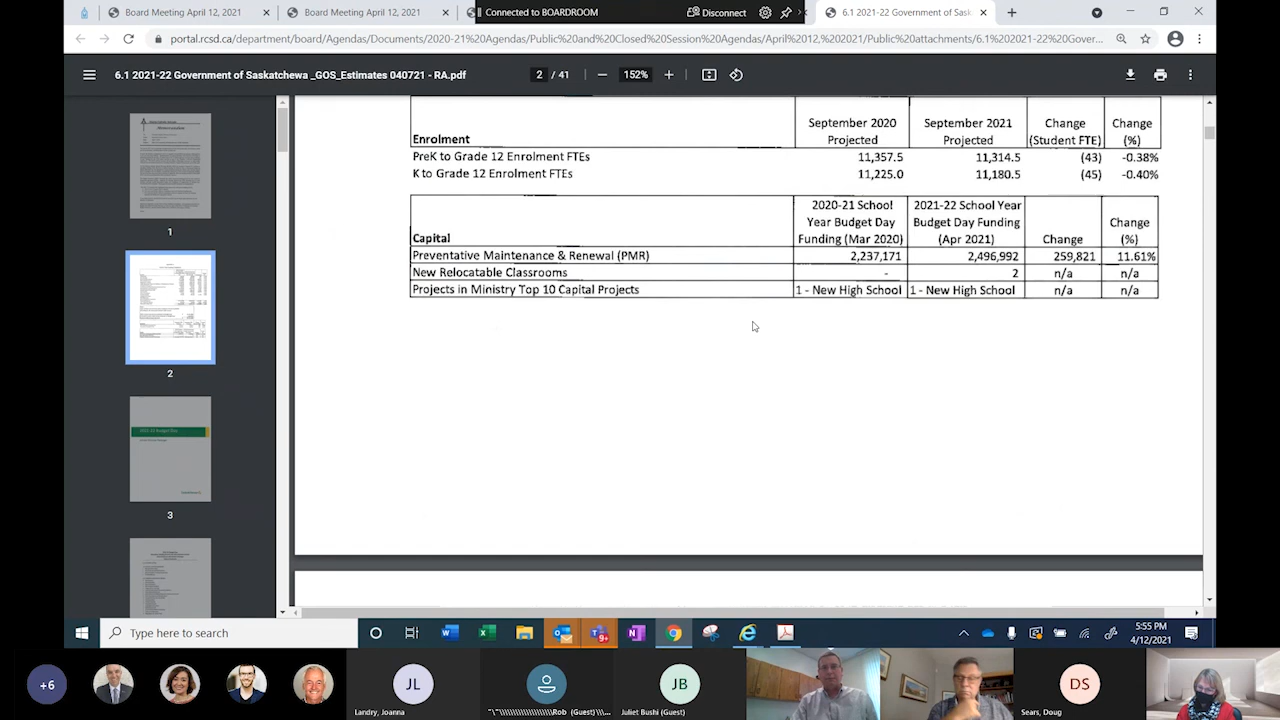 Board Meeting April 12, 2021
Board Meeting April 12, 2021
Connected to BOARDROOM
Disconnect
6.1 2021-22 Government of Sas
portal.rcsd.ca/department/board/Agendas/Documents/2020-21%20Agendas/Public%20and%20Closed%20Session%20Agendas/April%2012,%202021/Public%20attachments/6.1%202021-22%20Gover...
6.1 2021-22 Government of Saskatchewa _GOS_Estimates 040721 - RA.pdf
2 / 41
152%
1
2
3
September 2020 September 2021 Change Change
Enrolment Projected Projected (Student FTE) (%)
PreK to Grade 12 Enrolment FTEs 11,357.5 11,314.5 (43) -0.38%
K to Grade 12 Enrolment FTEs 11,225.0 11,180.5 (45) -0.40%
2020-21 School 2021-22 School Year
Year Budget Day Budget Day Funding Change
Capital Funding (Mar 2020) (Apr 2021) Change (%)
Preventative Maintenance & Renewal (PMR) 2,237,171 2,496,992 259,821 11.61%
New Relocatable Classrooms - 2 n/a n/a
Projects in Ministry Top 10 Capital Projects 1 - New High School 1 - New High School n/a n/a
Type here to search
9+
5:55 PM
4/12/2021
+6
JL
Landry, Joanna
"\"\\\\\\\\\\\\\\\\\\Rob (Guest)\\\...
JB
Juliet Bushi (Guest)
DS
Sears, Doug